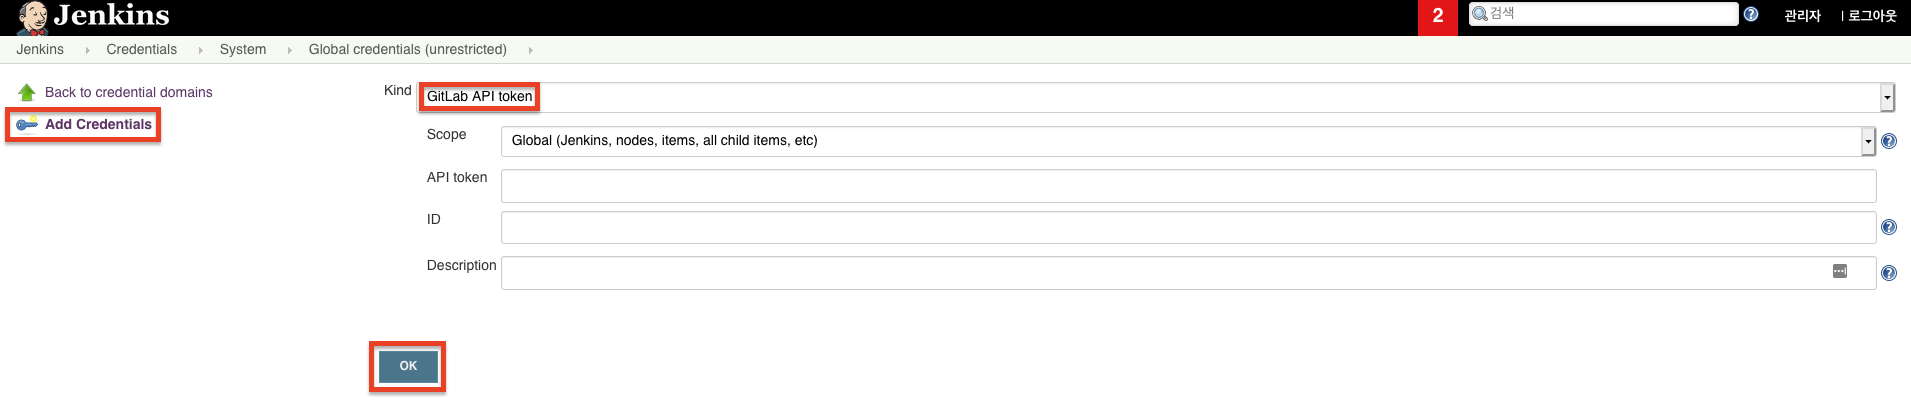 Jenkins
2
검색
관리자
| 로그아웃
Jenkins
Credentials
System
Global credentials (unrestricted)
Back to credential domains
Add Credentials
Kind
GitLab API token
Scope
Global (Jenkins, nodes, items, all child items, etc)
API token
ID
Description
OK